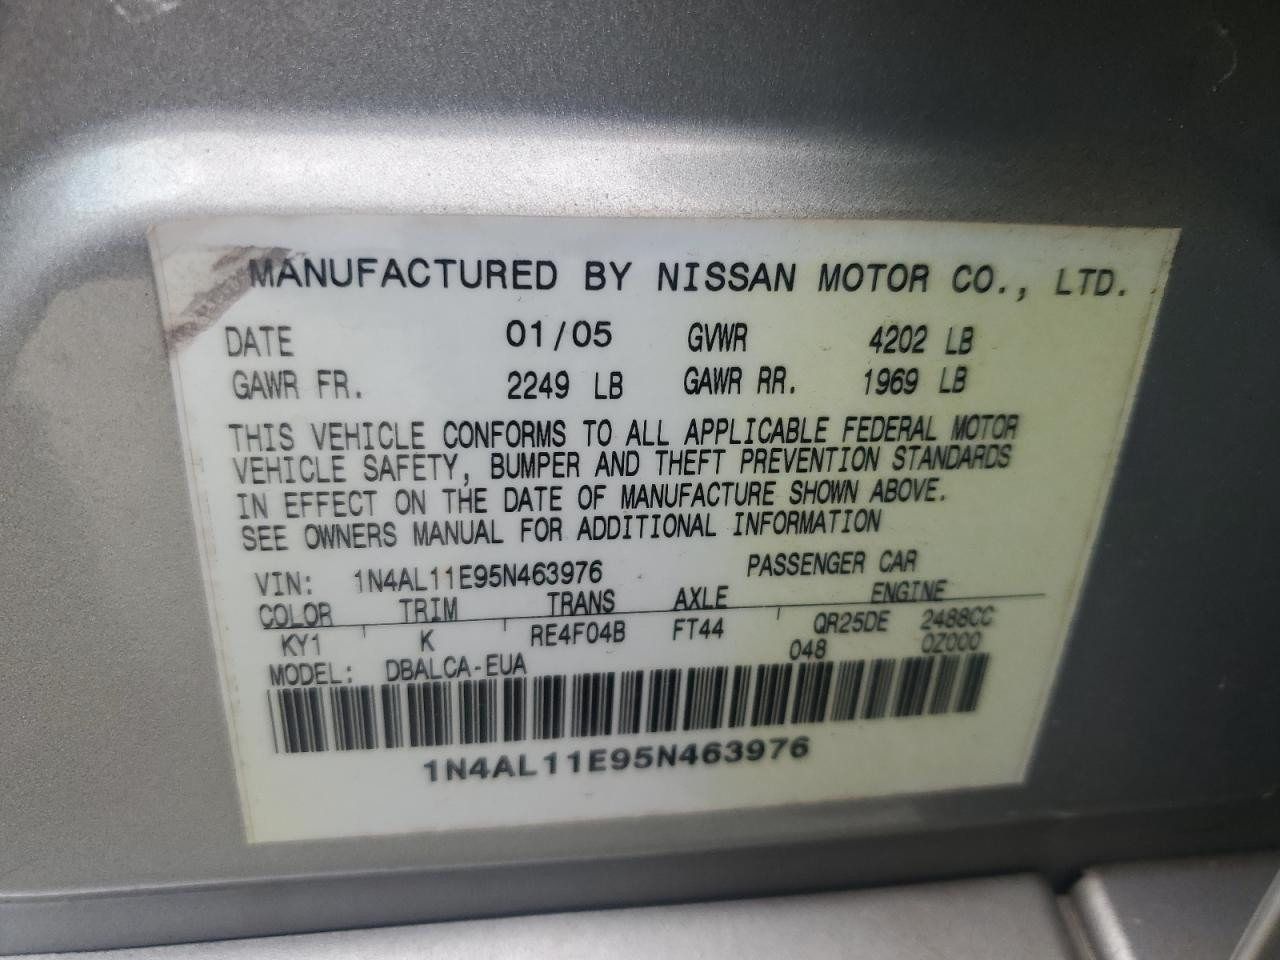 MANUFACTURED BY NISSAN MOTOR CO., LTD.
DATE 01/05 GVWR 4202 LB
GAWR FR. 2249 LB GAWR RR. 1969 LB
THIS VEHICLE CONFORMS TO ALL APPLICABLE FEDERAL MOTOR
VEHICLE SAFETY, BUMPER AND THEFT PREVENTION STANDARDS
IN EFFECT ON THE DATE OF MANUFACTURE SHOWN ABOVE.
SEE OWNERS MANUAL FOR ADDITIONAL INFORMATION
VIN: 1N4AL11E95N463976 PASSENGER CAR
COLOR TRIM TRANS AXLE ENGINE
KY1 K RE4F04B FT44 QR25DE 2488CC
MODEL: DBALCA-EUA 048 0Z000
1N4AL11E95N463976